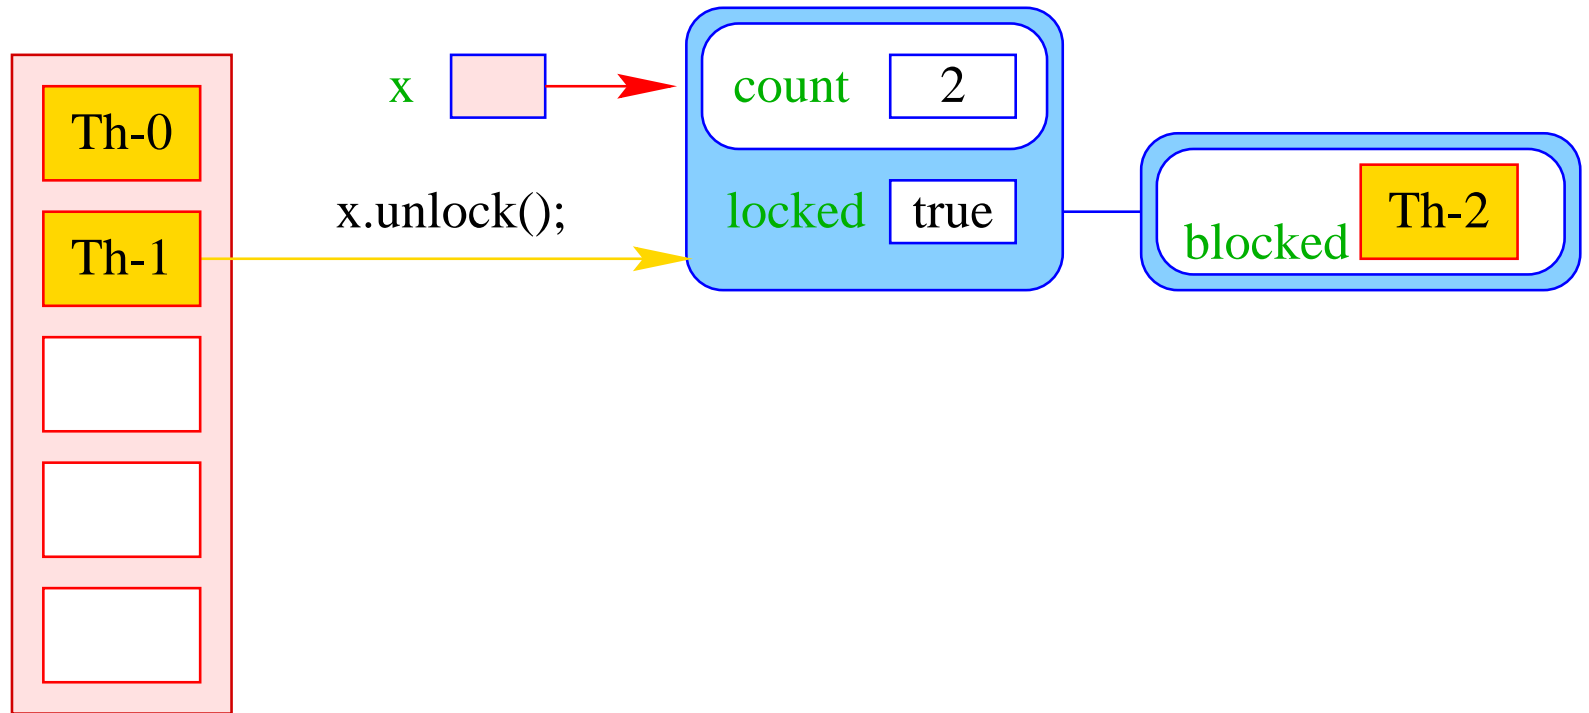 Th-0
Th-1
x
x.unlock();
count 2
locked true
blocked Th-2